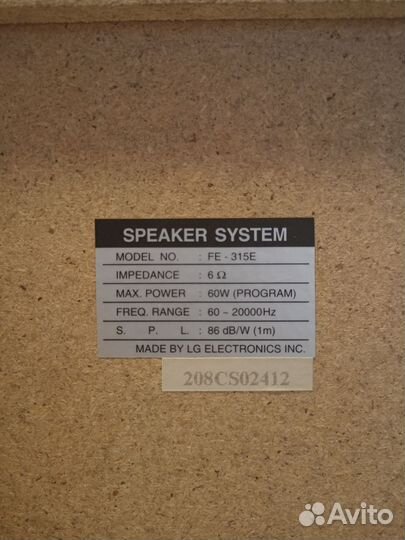 SPEAKER SYSTEM
MODEL NO. : FE - 315E
IMPEDANCE : 6 Ω
MAX. POWER : 60W (PROGRAM)
FREQ. RANGE : 60 ~ 20000Hz
S. P. L. : 86 dB/W (1m)
MADE BY LG ELECTRONICS INC.
208CS02412
Avito